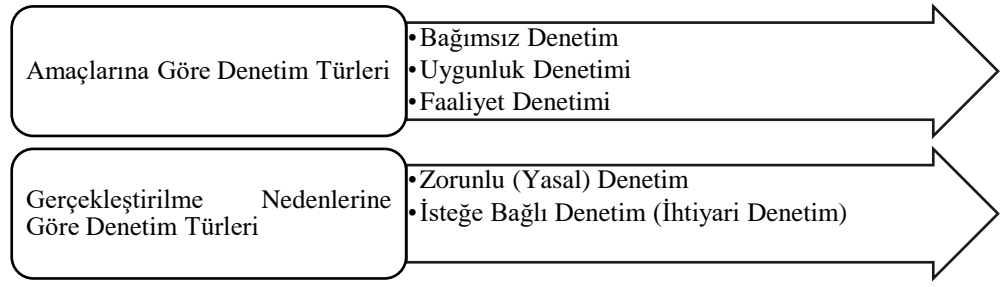 Amaçlarına Göre Denetim Türleri
•Bağımsız Denetim
•Uygunluk Denetimi
•Faaliyet Denetimi
Gerçekleştirilme Nedenlerine
Göre Denetim Türleri
•Zorunlu (Yasal) Denetim
•İsteğe Bağlı Denetim (İhtiyari Denetim)